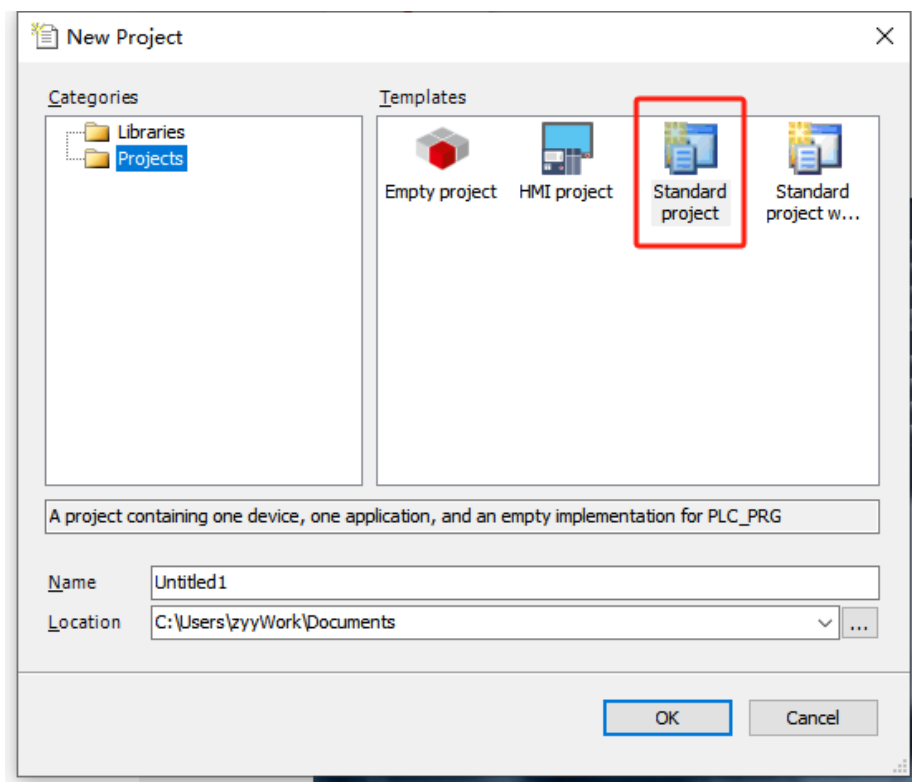 New Project
Categories
Templates
Libraries
Projects
Empty project
HMI project
Standard
project
Standard
project w...
A project containing one device, one application, and an empty implementation for PLC_PRG
Name
Untitled1
Location
C:\Users\zyyWork\Documents
...
OK
Cancel